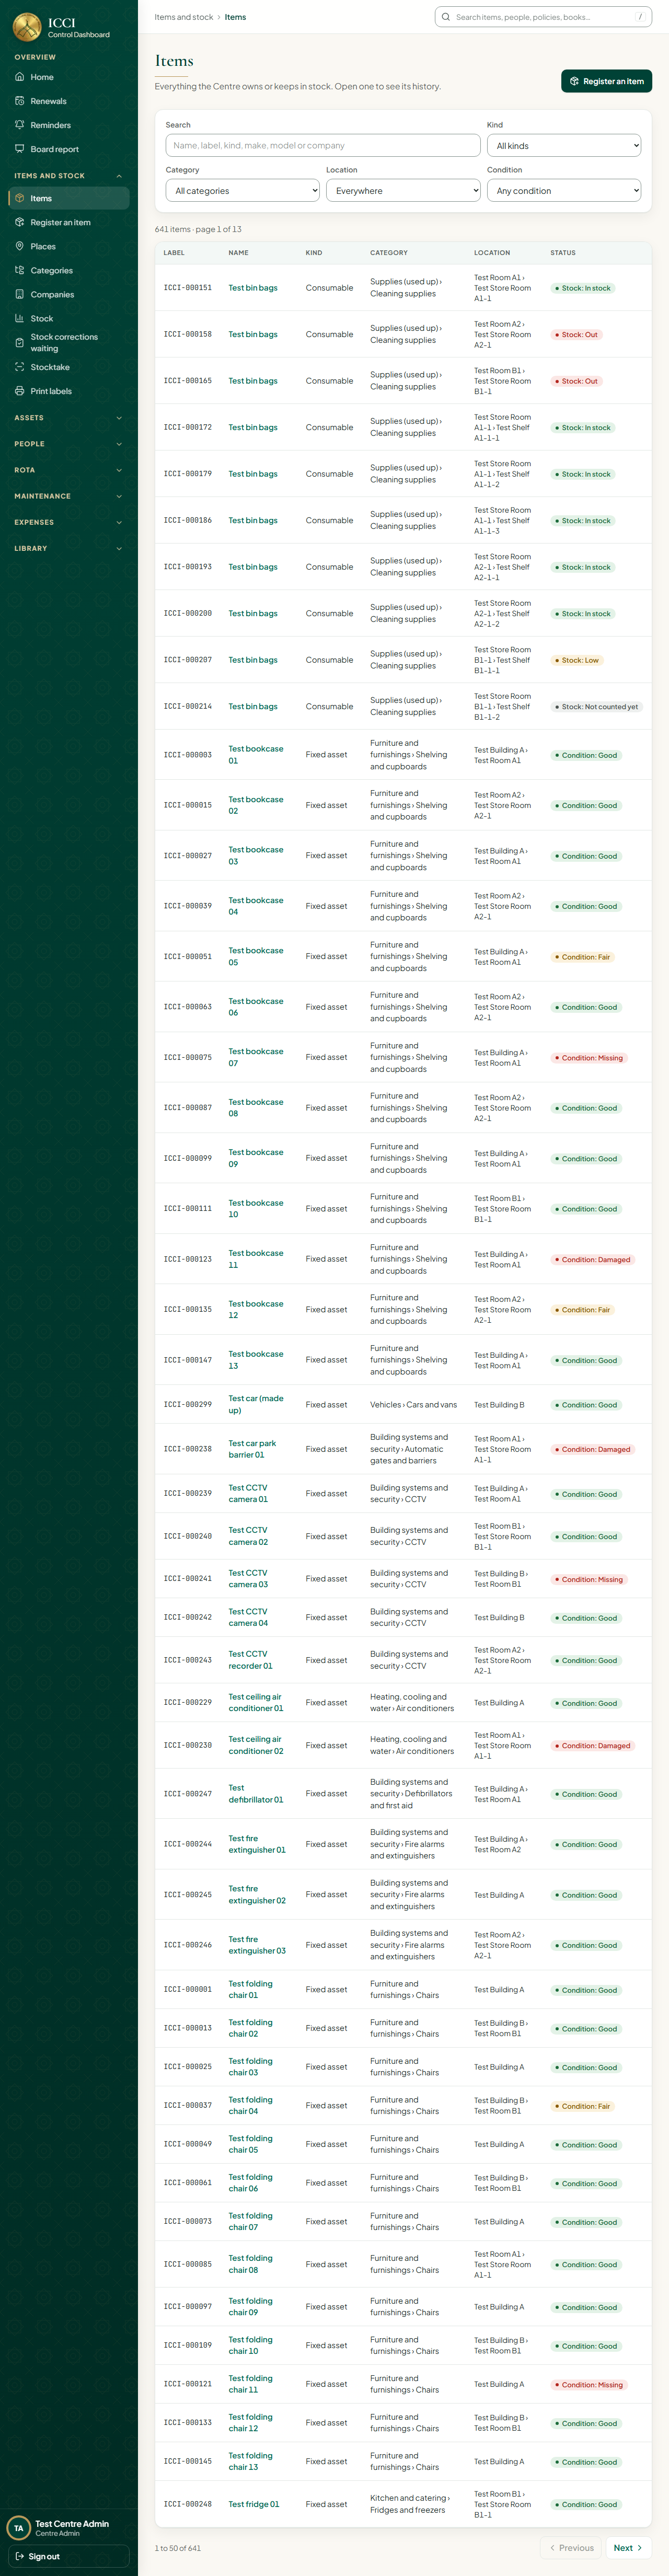 ICCI
Control Dashboard
OVERVIEW
Home
Renewals
Reminders
Board report
ITEMS AND STOCK
Items
Register an item
Places
Categories
Companies
Stock
Stock corrections
waiting
Stocktake
Print labels
ASSETS
PEOPLE
ROTA
MAINTENANCE
EXPENSES
LIBRARY
TA
Test Centre Admin
Centre Admin
Sign out
Items and stock › Items
Search items, people, policies, books... /
Items
Everything the Centre owns or keeps in stock. Open one to see its history.
Register an item
Search
Kind
Name, label, kind, make, model or company
All kinds
Category
Location
Condition
All categories
Everywhere
Any condition
641 items · page 1 of 13
LABEL NAME KIND CATEGORY LOCATION STATUS
ICCI-000151 Test bin bags Consumable Supplies (used up) › Cleaning supplies Test Room A1 › Test Store Room A1-1 Stock: In stock
ICCI-000158 Test bin bags Consumable Supplies (used up) › Cleaning supplies Test Room A2 › Test Store Room A2-1 Stock: Out
ICCI-000165 Test bin bags Consumable Supplies (used up) › Cleaning supplies Test Room B1 › Test Store Room B1-1 Stock: Out
ICCI-000172 Test bin bags Consumable Supplies (used up) › Cleaning supplies Test Store Room A1-1 › Test Shelf A1-1-1 Stock: In stock
ICCI-000179 Test bin bags Consumable Supplies (used up) › Cleaning supplies Test Store Room A1-1 › Test Shelf A1-1-2 Stock: In stock
ICCI-000186 Test bin bags Consumable Supplies (used up) › Cleaning supplies Test Store Room A1-1 › Test Shelf A1-1-3 Stock: In stock
ICCI-000193 Test bin bags Consumable Supplies (used up) › Cleaning supplies Test Store Room A2-1 › Test Shelf A2-1-1 Stock: In stock
ICCI-000200 Test bin bags Consumable Supplies (used up) › Cleaning supplies Test Store Room A2-1 › Test Shelf A2-1-2 Stock: In stock
ICCI-000207 Test bin bags Consumable Supplies (used up) › Cleaning supplies Test Store Room B1-1 › Test Shelf B1-1-1 Stock: Low
ICCI-000214 Test bin bags Consumable Supplies (used up) › Cleaning supplies Test Store Room B1-1 › Test Shelf B1-1-2 Stock: Not counted yet
ICCI-000003 Test bookcase 01 Fixed asset Furniture and furnishings › Shelving and cupboards Test Building A › Test Room A1 Condition: Good
ICCI-000015 Test bookcase 02 Fixed asset Furniture and furnishings › Shelving and cupboards Test Room A2 › Test Store Room A2-1 Condition: Good
ICCI-000027 Test bookcase 03 Fixed asset Furniture and furnishings › Shelving and cupboards Test Building A › Test Room A1 Condition: Good
ICCI-000039 Test bookcase 04 Fixed asset Furniture and furnishings › Shelving and cupboards Test Room A2 › Test Store Room A2-1 Condition: Good
ICCI-000051 Test bookcase 05 Fixed asset Furniture and furnishings › Shelving and cupboards Test Building A › Test Room A1 Condition: Fair
ICCI-000063 Test bookcase 06 Fixed asset Furniture and furnishings › Shelving and cupboards Test Room A2 › Test Store Room A2-1 Condition: Good
ICCI-000075 Test bookcase 07 Fixed asset Furniture and furnishings › Shelving and cupboards Test Building A › Test Room A1 Condition: Missing
ICCI-000087 Test bookcase 08 Fixed asset Furniture and furnishings › Shelving and cupboards Test Room A2 › Test Store Room A2-1 Condition: Good
ICCI-000099 Test bookcase 09 Fixed asset Furniture and furnishings › Shelving and cupboards Test Building A › Test Room A1 Condition: Good
ICCI-000111 Test bookcase 10 Fixed asset Furniture and furnishings › Shelving and cupboards Test Room B1 › Test Store Room B1-1 Condition: Good
ICCI-000123 Test bookcase 11 Fixed asset Furniture and furnishings › Shelving and cupboards Test Building A › Test Room A1 Condition: Damaged
ICCI-000135 Test bookcase 12 Fixed asset Furniture and furnishings › Shelving and cupboards Test Room A2 › Test Store Room A2-1 Condition: Fair
ICCI-000147 Test bookcase 13 Fixed asset Furniture and furnishings › Shelving and cupboards Test Building A › Test Room A1 Condition: Good
ICCI-000299 Test car (made up) Fixed asset Vehicles › Cars and vans Test Building B Condition: Good
ICCI-000238 Test car park barrier 01 Fixed asset Building systems and security › Automatic gates and barriers Test Room A1 › Test Store Room A1-1 Condition: Damaged
ICCI-000239 Test CCTV camera 01 Fixed asset Building systems and security › CCTV Test Building A › Test Room A1 Condition: Good
ICCI-000240 Test CCTV camera 02 Fixed asset Building systems and security › CCTV Test Room B1 › Test Store Room B1-1 Condition: Good
ICCI-000241 Test CCTV camera 03 Fixed asset Building systems and security › CCTV Test Building B › Test Room B1 Condition: Missing
ICCI-000242 Test CCTV camera 04 Fixed asset Building systems and security › CCTV Test Building B Condition: Good
ICCI-000243 Test CCTV recorder 01 Fixed asset Building systems and security › CCTV Test Room A2 › Test Store Room A2-1 Condition: Good
ICCI-000229 Test ceiling air conditioner 01 Fixed asset Heating, cooling and water › Air conditioners Test Building A Condition: Good
ICCI-000230 Test ceiling air conditioner 02 Fixed asset Heating, cooling and water › Air conditioners Test Room A1 › Test Store Room A1-1 Condition: Damaged
ICCI-000247 Test defibrillator 01 Fixed asset Building systems and security › Defibrillators and first aid Test Building A › Test Room A1 Condition: Good
ICCI-000244 Test fire extinguisher 01 Fixed asset Building systems and security › Fire alarms and extinguishers Test Building A › Test Room A2 Condition: Good
ICCI-000245 Test fire extinguisher 02 Fixed asset Building systems and security › Fire alarms and extinguishers Test Building A Condition: Good
ICCI-000246 Test fire extinguisher 03 Fixed asset Building systems and security › Fire alarms and extinguishers Test Room A2 › Test Store Room A2-1 Condition: Good
ICCI-000001 Test folding chair 01 Fixed asset Furniture and furnishings › Chairs Test Building A Condition: Good
ICCI-000013 Test folding chair 02 Fixed asset Furniture and furnishings › Chairs Test Building B › Test Room B1 Condition: Good
ICCI-000025 Test folding chair 03 Fixed asset Furniture and furnishings › Chairs Test Building A Condition: Good
ICCI-000037 Test folding chair 04 Fixed asset Furniture and furnishings › Chairs Test Building B › Test Room B1 Condition: Fair
ICCI-000049 Test folding chair 05 Fixed asset Furniture and furnishings › Chairs Test Building A Condition: Good
ICCI-000061 Test folding chair 06 Fixed asset Furniture and furnishings › Chairs Test Building B › Test Room B1 Condition: Good
ICCI-000073 Test folding chair 07 Fixed asset Furniture and furnishings › Chairs Test Building A Condition: Good
ICCI-000085 Test folding chair 08 Fixed asset Furniture and furnishings › Chairs Test Room A1 › Test Store Room A1-1 Condition: Good
ICCI-000097 Test folding chair 09 Fixed asset Furniture and furnishings › Chairs Test Building A Condition: Good
ICCI-000109 Test folding chair 10 Fixed asset Furniture and furnishings › Chairs Test Building B › Test Room B1 Condition: Good
ICCI-000121 Test folding chair 11 Fixed asset Furniture and furnishings › Chairs Test Building A Condition: Missing
ICCI-000133 Test folding chair 12 Fixed asset Furniture and furnishings › Chairs Test Building B › Test Room B1 Condition: Good
ICCI-000145 Test folding chair 13 Fixed asset Furniture and furnishings › Chairs Test Building A Condition: Good
ICCI-000248 Test fridge 01 Fixed asset Kitchen and catering › Fridges and freezers Test Room B1 › Test Store Room B1-1 Condition: Good
1 to 50 of 641
Previous
Next